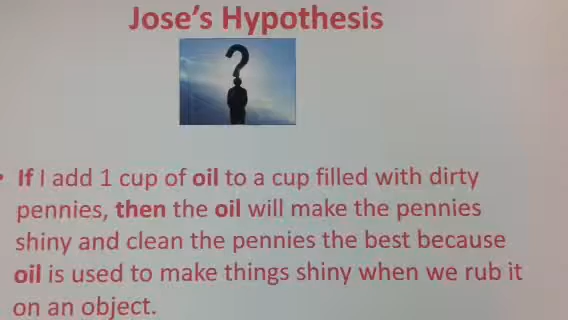 Jose's Hypothesis
• If I add 1 cup of oil to a cup filled with dirty
pennies, then the oil will make the pennies
shiny and clean the pennies the best because
oil is used to make things shiny when we rub it
on an object.